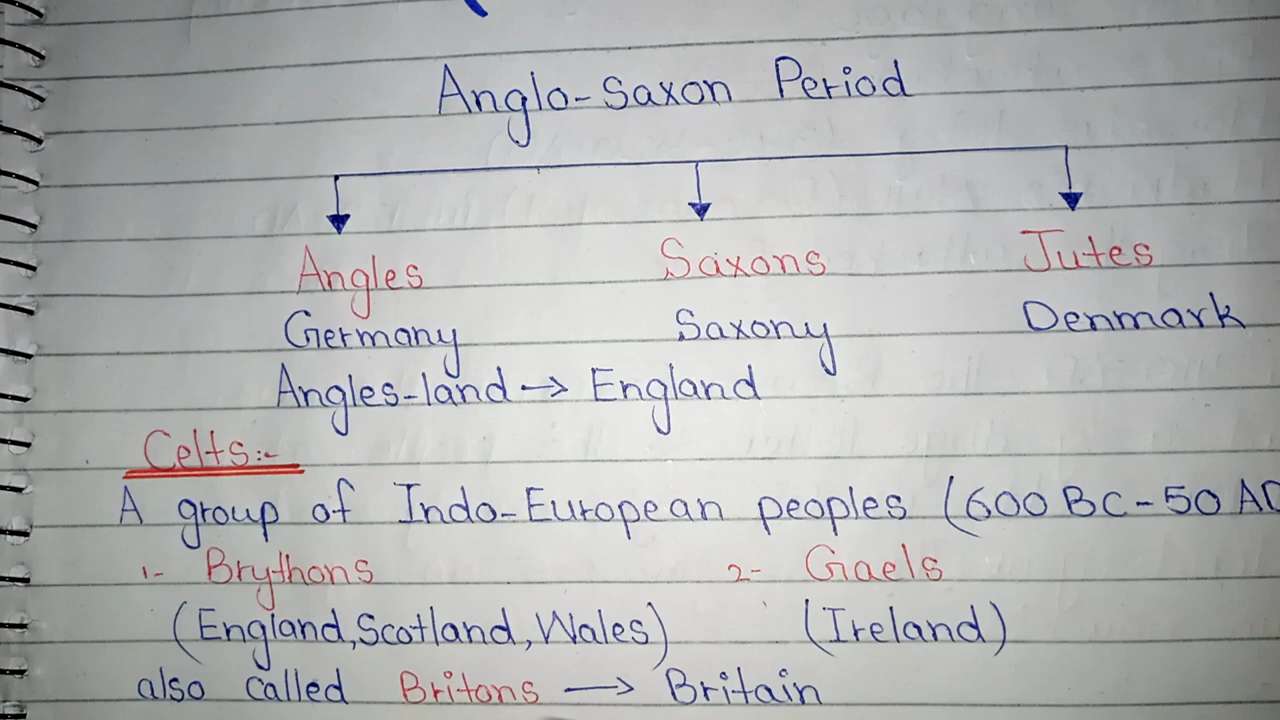 Anglo-Saxon Period
Angles Saxons Jutes
Germany Saxony Denmark
Angles-land → England
Celts:-
A group of Indo-European peoples (600 BC-50 AD
1- Brythons 2- Gaels
(England, Scotland, Wales) (Ireland)
also called Britons → Britain